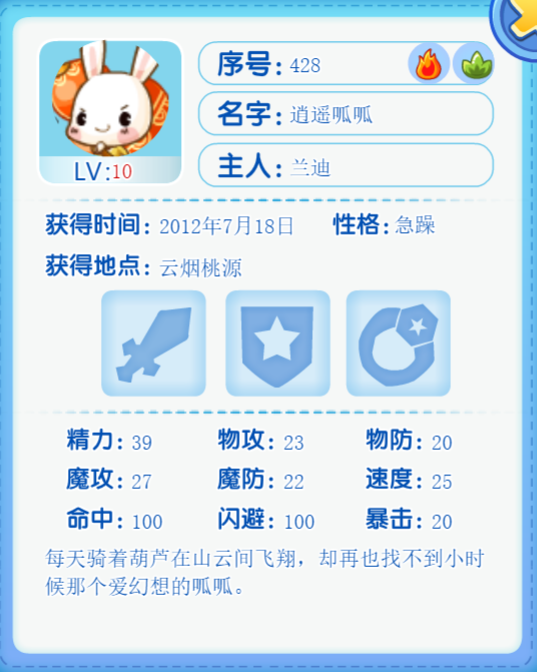 序号: 428
名字: 逍遥呱呱
LV:10
主人: 兰迪
获得时间: 2012年7月18日 性格: 急躁
获得地点: 云烟桃源
精力: 39 物攻: 23 物防: 20
魔攻: 27 魔防: 22 速度: 25
命中: 100 闪避: 100 暴击: 20
每天骑着葫芦在山云间飞翔，却再也找不到小时
候那个爱幻想的呱呱。